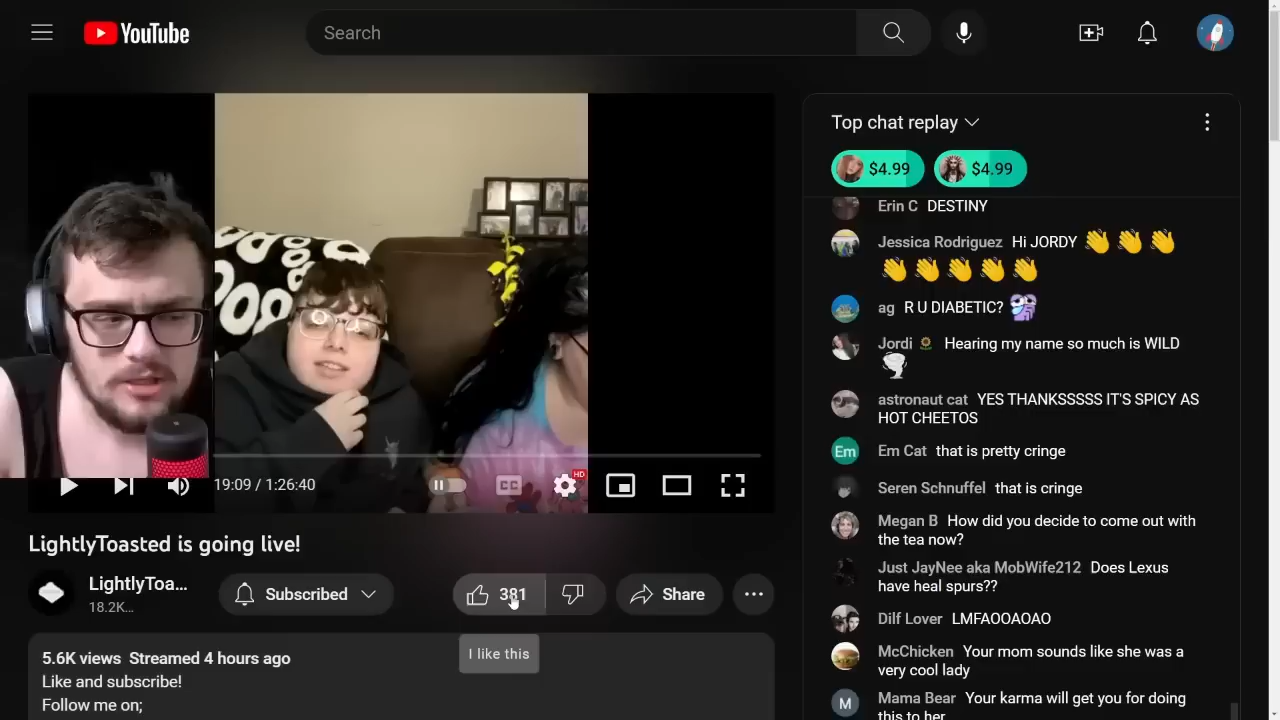 YouTube
Search
Top chat replay
$4.99
$4.99
Erin C DESTINY
Jessica Rodriguez Hi JORDY 👋 👋 👋
👋 👋 👋 👋 👋
ag R U DIABETIC?
Jordi 🌻 Hearing my name so much is WILD
astronaut cat YES THANKSSSSS IT'S SPICY AS
HOT CHEETOS
Em
Em Cat that is pretty cringe
Seren Schnuffel that is cringe
Megan B How did you decide to come out with
the tea now?
Just JayNee aka MobWife212 Does Lexus
have heal spurs??
Dilf Lover LMFAOOAOAO
McChicken Your mom sounds like she was a
very cool lady
M
Mama Bear Your karma will get you for doing
this to her
19:09 / 1:26:40
CC
HD
LightlyToasted is going live!
LightlyToa...
18.2K...
Subscribed
381
Share
I like this
5.6K views Streamed 4 hours ago
Like and subscribe!
Follow me on;